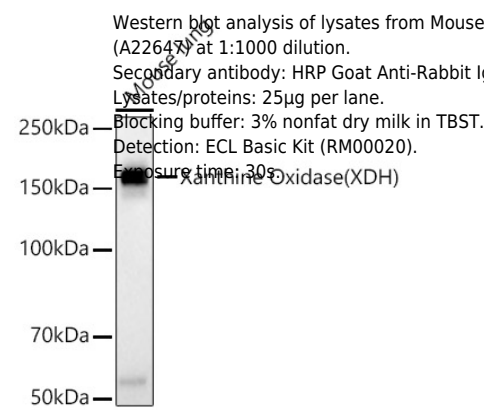 Western blot analysis of lysates from Mouse
(A22647) at 1:1000 dilution.
Secondary antibody: HRP Goat Anti-Rabbit Ig
Lysates/proteins: 25μg per lane.
Blocking buffer: 3% nonfat dry milk in TBST.
Detection: ECL Basic Kit (RM00020).
Exposure time: 30s.
Mouse lung
250kDa
150kDa
Xanthine Oxidase(XDH)
100kDa
70kDa
50kDa